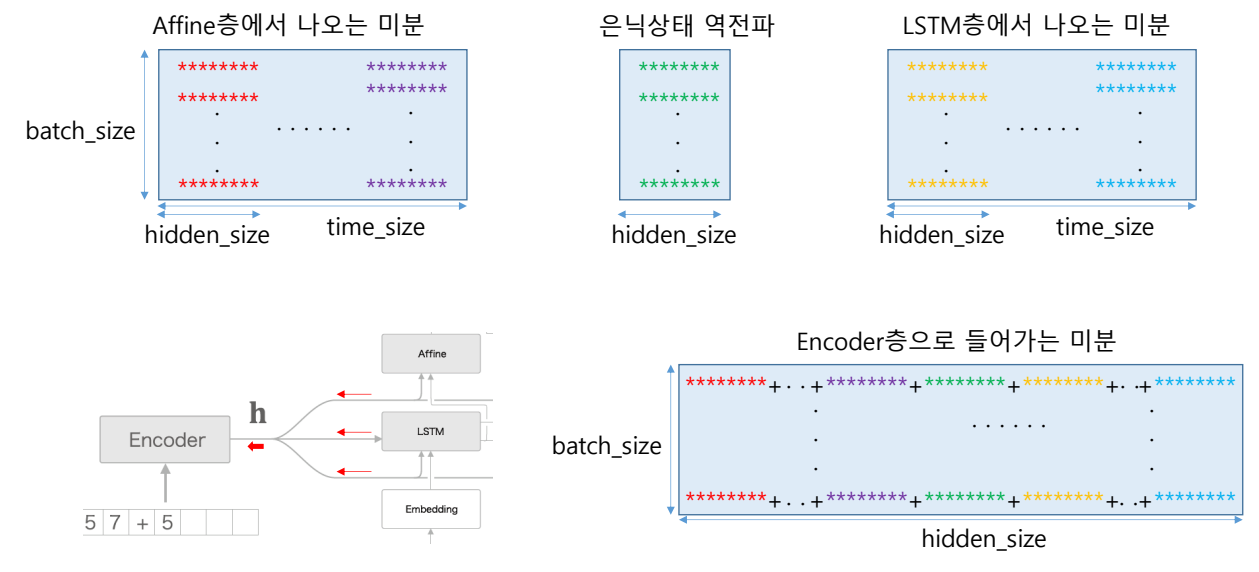 Affine층에서 나오는 미분
은닉상태 역전파
LSTM층에서 나오는 미분
******** ********
********
********
********
. . . . . .
******** ********
batch_size
hidden_size
time_size
********
********
********
hidden_size
******** ********
********
********
. . . . . .
******** ********
hidden_size
time_size
Affine
h
Encoder
LSTM
Embedding
5 7 + 5
Encoder층으로 들어가는 미분
********+. .+********+********+********+. .+********
. . . . . .
********+. .+********+********+********+. .+********
batch_size
hidden_size